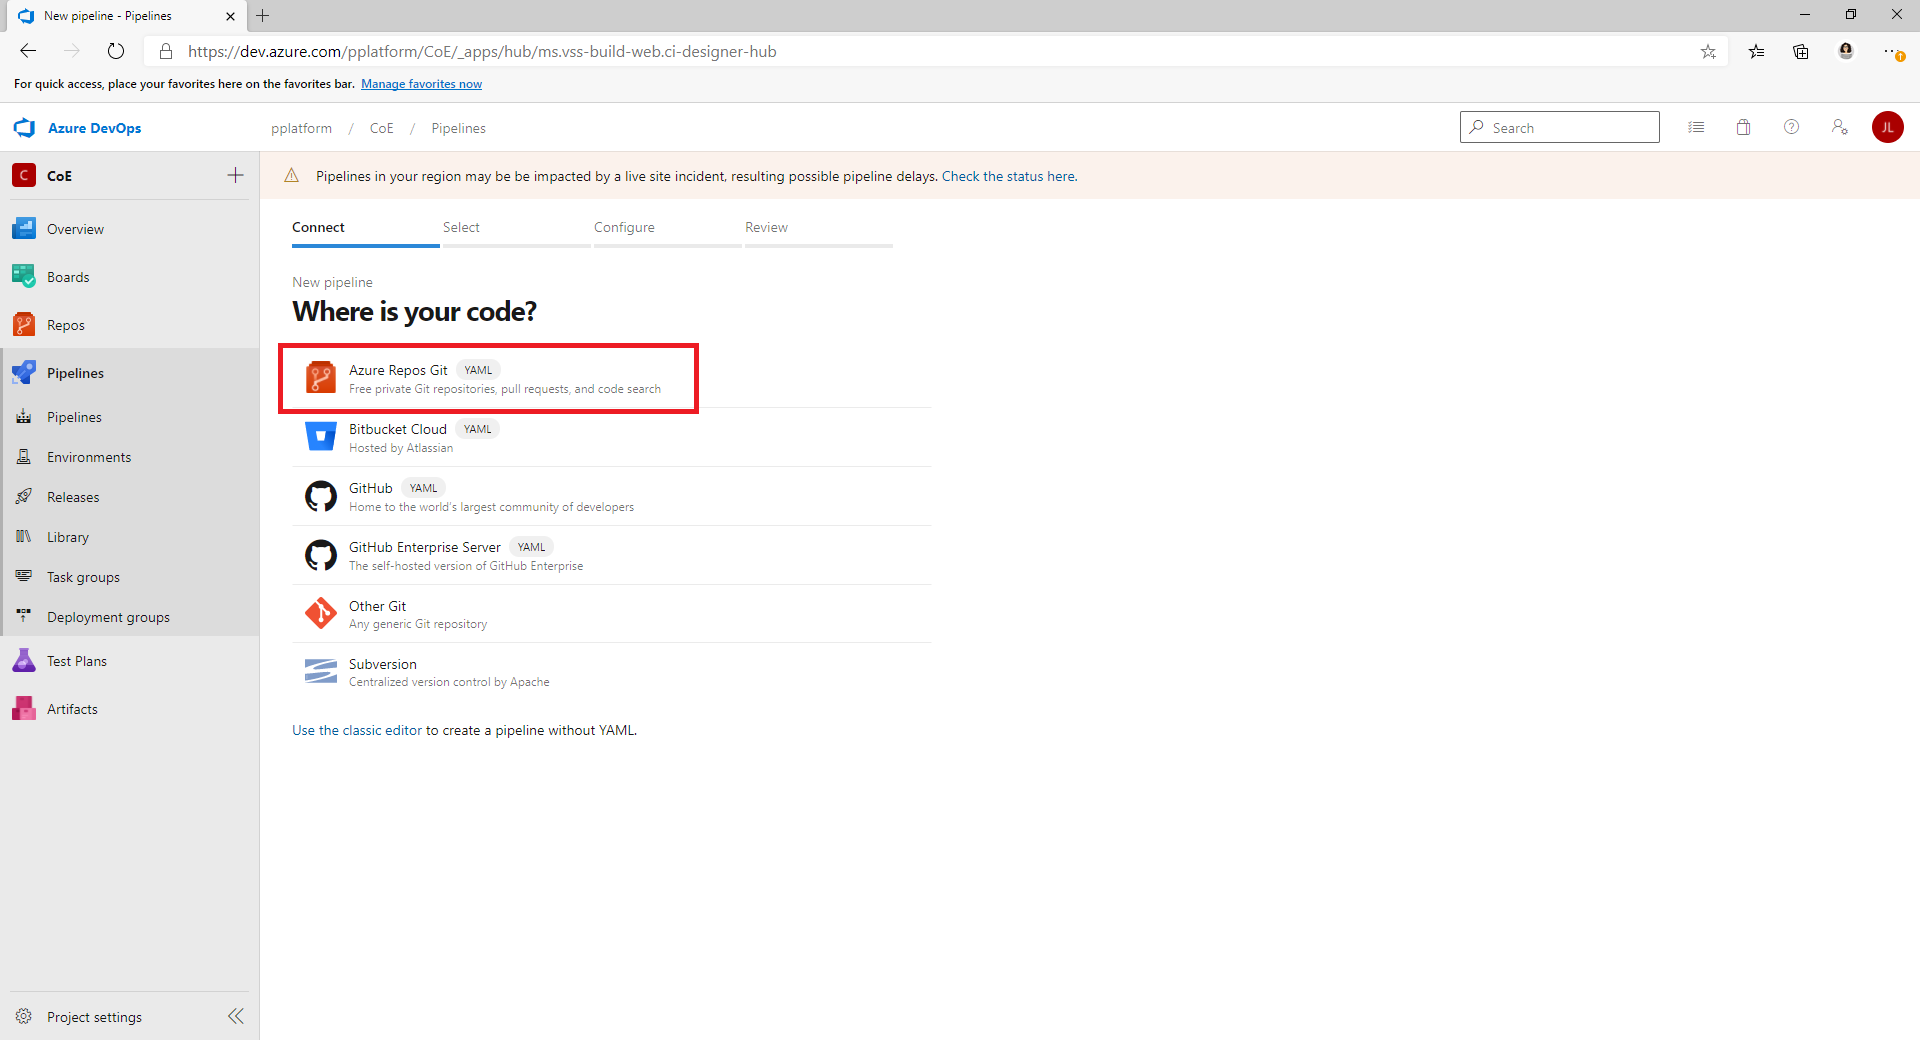 New pipeline - Pipelines
https://dev.azure.com/pplatform/CoE/_apps/hub/ms.vss-build-web.ci-designer-hub
For quick access, place your favorites here on the favorites bar. Manage favorites now
Azure DevOps
pplatform / CoE / Pipelines
Search
JL
C CoE
Pipelines in your region may be be impacted by a live site incident, resulting possible pipeline delays. Check the status here.
Overview
Boards
Repos
Pipelines
Pipelines
Environments
Releases
Library
Task groups
Deployment groups
Test Plans
Artifacts
Project settings
Connect Select Configure Review
New pipeline
Where is your code?
Azure Repos Git YAML
Free private Git repositories, pull requests, and code search
Bitbucket Cloud YAML
Hosted by Atlassian
GitHub YAML
Home to the world's largest community of developers
GitHub Enterprise Server YAML
The self-hosted version of GitHub Enterprise
Other Git
Any generic Git repository
Subversion
Centralized version control by Apache
Use the classic editor to create a pipeline without YAML.